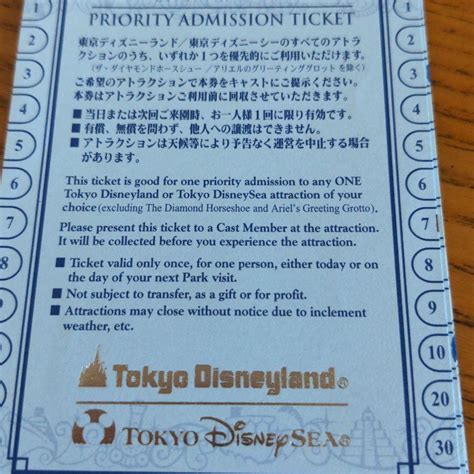 PRIORITY ADMISSION TICKET
東京ディズニーランド／東京ディズニーシーのすべてのアトラ
クションのうち、いずれか1つを優先的にご利用いただけます。
(ザ・ダイヤモンドホースシュー／アリエルのグリーティンググロット を除く)
ご希望のアトラクションで本券をキャストにご提示ください。
本券はアトラクションご利用前に回収させていただきます。
■ 当日または次回ご来園時、お一人様1回に限り有効です。
■ 有償、無償を問わず、他人への譲渡はできません。
■ アトラクションは天候等により予告なく運営を中止する場合
があります。
This ticket is good for one priority admission to any ONE
Tokyo Disneyland or Tokyo DisneySea attraction of your
choice (excluding The Diamond Horseshoe and Ariel's Greeting Grotto).
Please present this ticket to a Cast Member at the attraction.
It will be collected before you experience the attraction.
■ Ticket valid only once, for one person, either today or on
the day of your next Park visit.
■ Not subject to transfer, as a gift or for profit.
■ Attractions may close without notice due to inclement
weather, etc.
Tokyo Disneyland®
TOKYO DISNEYSEA®
1
2
3
4
5
6
7
8
9
10
20
30
1
2
3
4
5
6
7
8
9
10
20
30